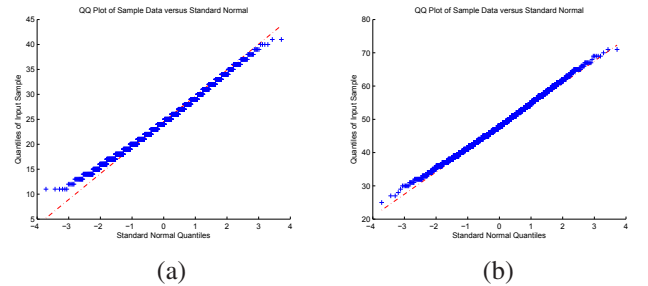 QQ Plot of Sample Data versus Standard Normal
45
40
35
30
25
20
15
10
5
Quantiles of Input Sample
−4 −3 −2 −1 0 1 2 3 4
Standard Normal Quantiles
(a)
QQ Plot of Sample Data versus Standard Normal
80
70
60
50
40
30
20
Quantiles of Input Sample
−4 −3 −2 −1 0 1 2 3 4
Standard Normal Quantiles
(b)